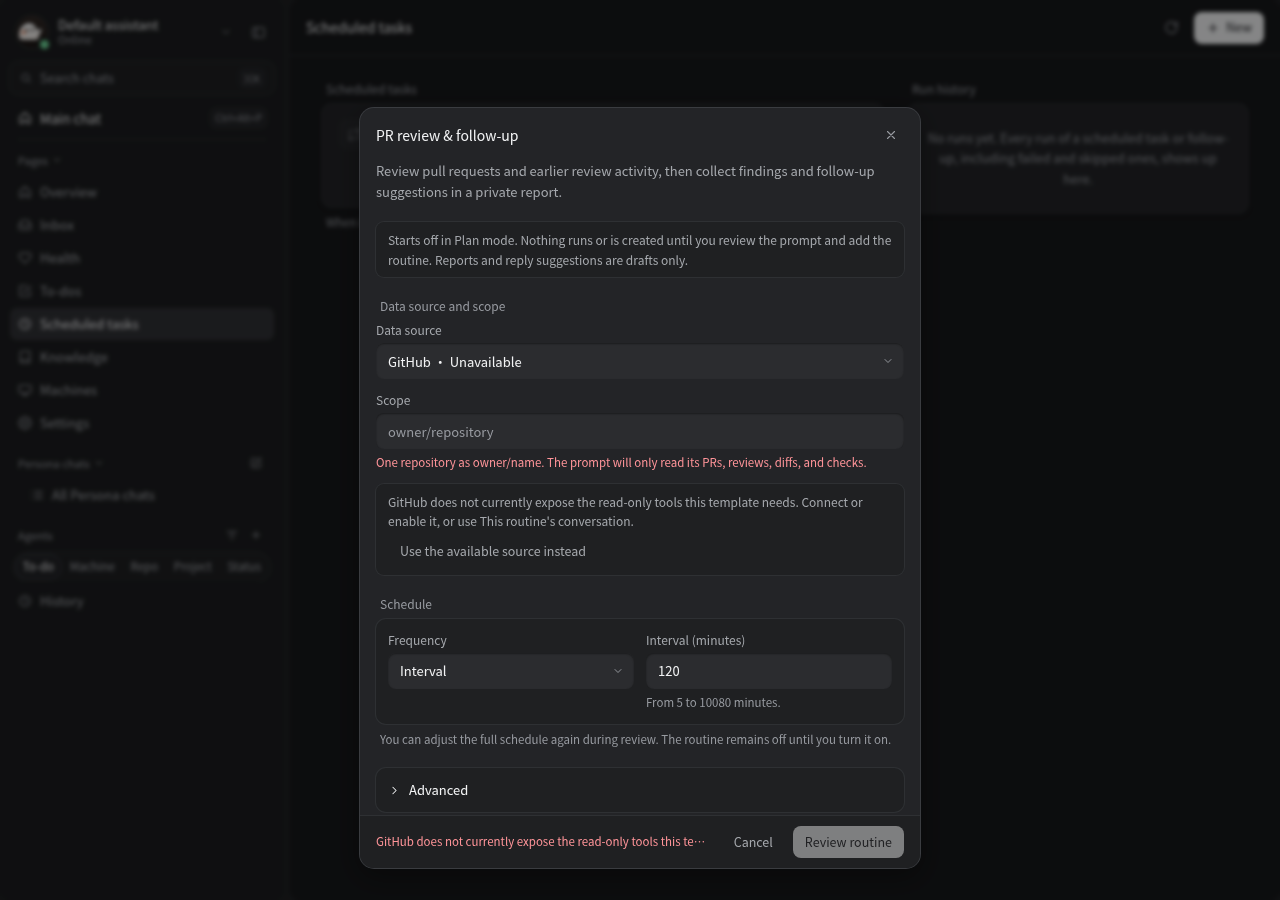 Default assistant
Online
Search chats
Main chat
Pages
Overview
Inbox
Health
To-dos
Scheduled tasks
Knowledge
Machines
Settings
Persona chats
All Persona chats
Agents
To-do Machine Repo Project Status
History
Scheduled tasks
New
Scheduled tasks
Run history
No runs yet. Every run of a scheduled task or follow-
up, including failed and skipped ones, shows up
here.
PR review & follow-up
Review pull requests and earlier review activity, then collect findings and follow-up
suggestions in a private report.
Starts off in Plan mode. Nothing runs or is created until you review the prompt and add the
routine. Reports and reply suggestions are drafts only.
Data source and scope
Data source
GitHub • Unavailable
Scope
owner/repository
One repository as owner/name. The prompt will only read its PRs, reviews, diffs, and checks.
GitHub does not currently expose the read-only tools this template needs. Connect or
enable it, or use This routine's conversation.
Use the available source instead
Schedule
Frequency
Interval (minutes)
Interval
120
From 5 to 10080 minutes.
You can adjust the full schedule again during review. The routine remains off until you turn it on.
Advanced
GitHub does not currently expose the read-only tools this te…
Cancel
Review routine